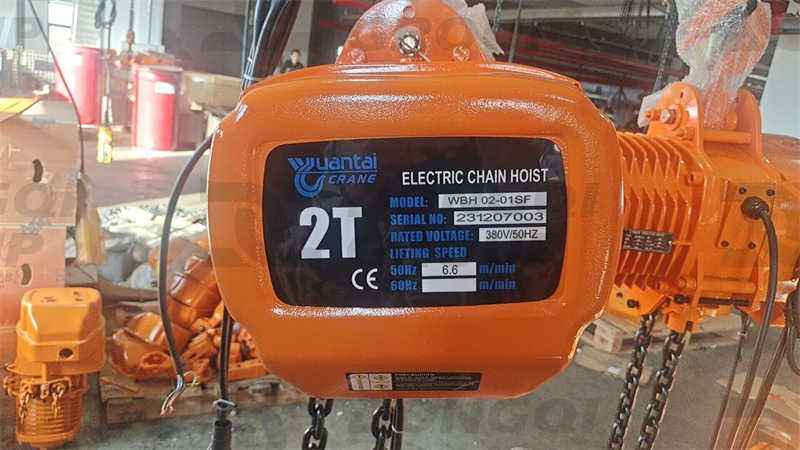 Yuantai
CRANE
2T
CE
ELECTRIC CHAIN HOIST
MODEL: WBH 02-01SF
SERIAL NO: 231207003
RATED VOLTAGE: 380V/50HZ
LIFTING SPEED
50Hz 6.6 m/min
60Hz m/min